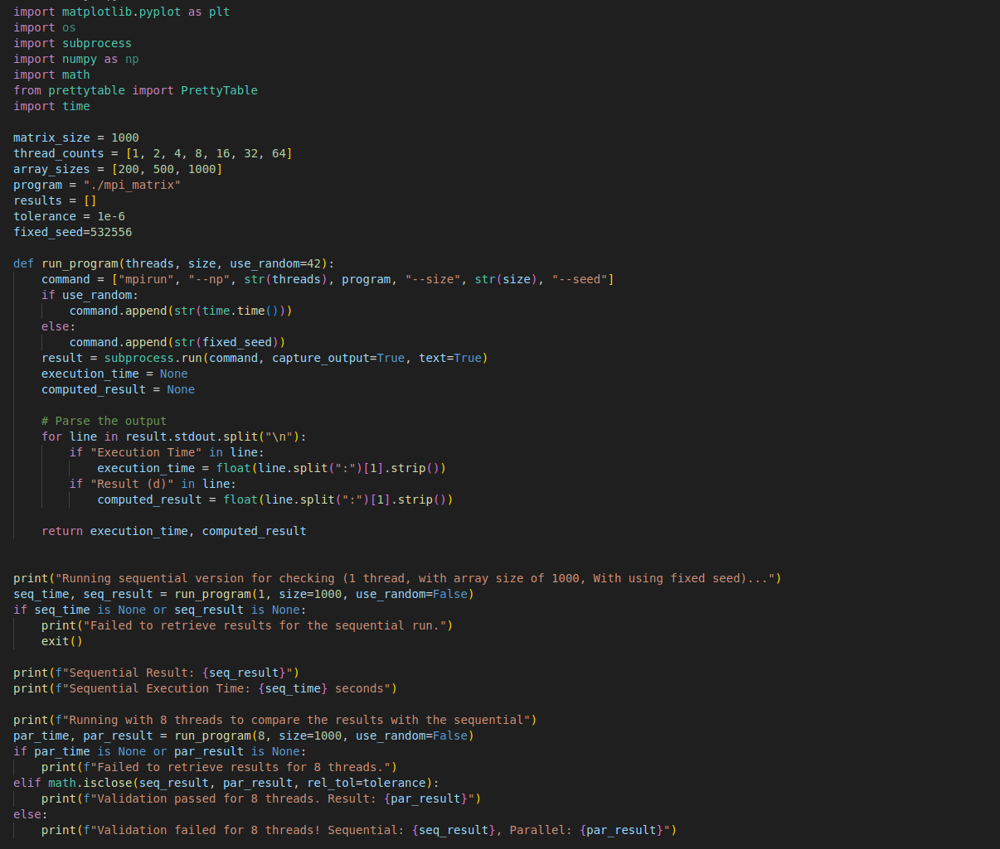 import matplotlib.pyplot as plt
import os
import subprocess
import numpy as np
import math
from prettytable import PrettyTable
import time

matrix_size = 1000
thread_counts = [1, 2, 4, 8, 16, 32, 64]
array_sizes = [200, 500, 1000]
program = "./mpi_matrix"
results = []
tolerance = 1e-6
fixed_seed=532556

def run_program(threads, size, use_random=42):
    command = ["mpirun", "--np", str(threads), program, "--size", str(size), "--seed"]
    if use_random:
        command.append(str(time.time()))
    else:
        command.append(str(fixed_seed))
    result = subprocess.run(command, capture_output=True, text=True)
    execution_time = None
    computed_result = None

    # Parse the output
    for line in result.stdout.split("\n"):
        if "Execution Time" in line:
            execution_time = float(line.split(":")[1].strip())
        if "Result (d)" in line:
            computed_result = float(line.split(":")[1].strip())

    return execution_time, computed_result


print("Running sequential version for checking (1 thread, with array size of 1000, With using fixed seed)...")
seq_time, seq_result = run_program(1, size=1000, use_random=False)
if seq_time is None or seq_result is None:
    print("Failed to retrieve results for the sequential run.")
    exit()

print(f"Sequential Result: {seq_result}")
print(f"Sequential Execution Time: {seq_time} seconds")

print(f"Running with 8 threads to compare the results with the sequential")
par_time, par_result = run_program(8, size=1000, use_random=False)
if par_time is None or par_result is None:
    print(f"Failed to retrieve results for 8 threads.")
elif math.isclose(seq_result, par_result, rel_tol=tolerance):
    print(f"Validation passed for 8 threads. Result: {par_result}")
else:
    print(f"Validation failed for 8 threads! Sequential: {seq_result}, Parallel: {par_result}")